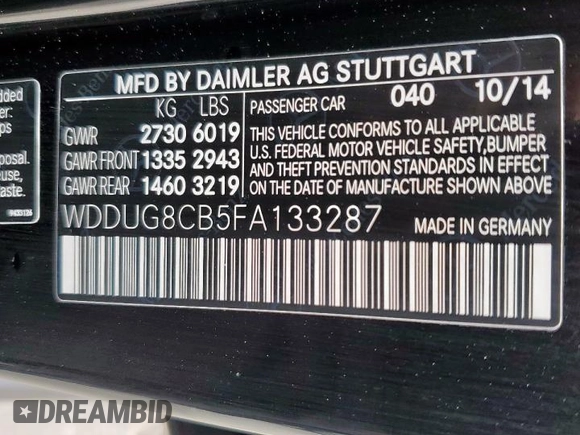 MFD BY DAIMLER AG STUTTGART
KG LBS
GVWR 2730 6019
GAWR FRONT 1335 2943
GAWR REAR 1460 3219
PASSENGER CAR 040 10/14
THIS VEHICLE CONFORMS TO ALL APPLICABLE
U.S. FEDERAL MOTOR VEHICLE SAFETY,BUMPER
AND THEFT PREVENTION STANDARDS IN EFFECT
ON THE DATE OF MANUFACTURE SHOWN ABOVE.
WDDUG8CB5FA133287 MADE IN GERMANY
DREAMBID